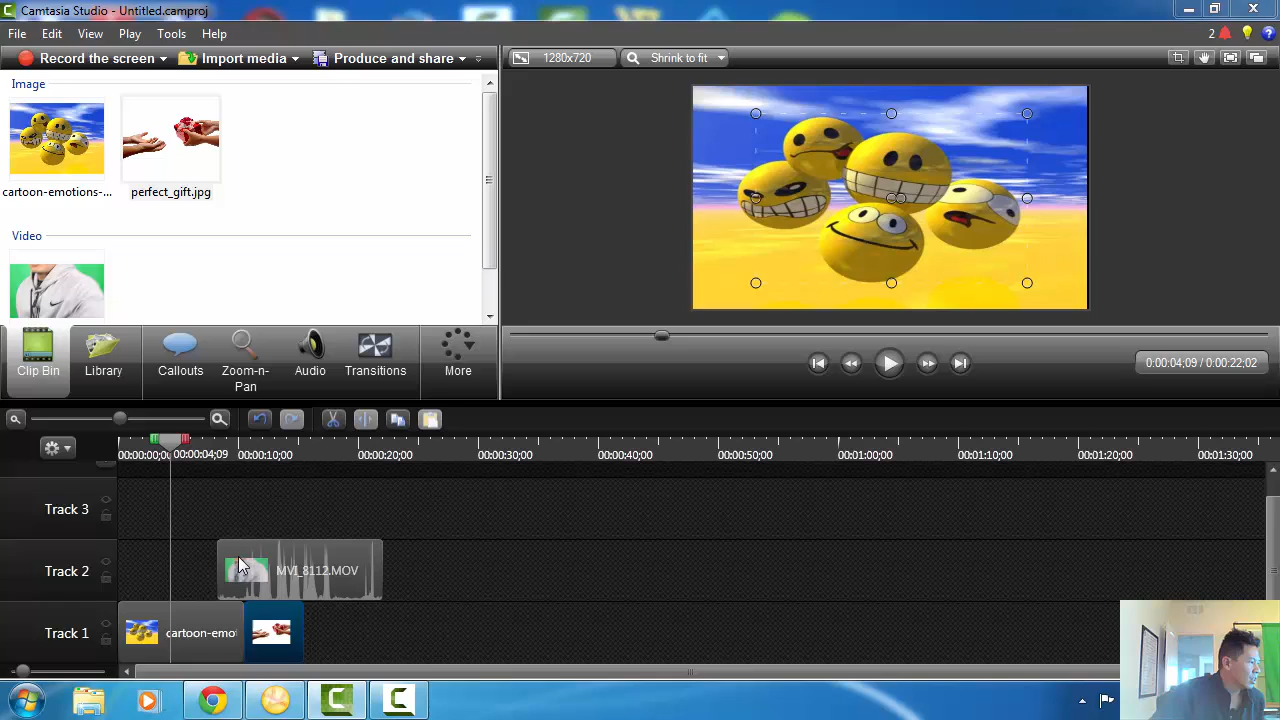 Camtasia Studio - Untitled.camproj
File Edit View Play Tools Help 2
Record the screen Import media Produce and share 1280x720 Shrink to fit
Image
cartoon-emotions-... perfect_gift.jpg
Video
Clip Bin Library Callouts Zoom-n-Pan Audio Transitions More
0:00:04;09 / 0:00:22;02
00:00:00;00 00:00:04;09 00:00:10;00 00:00:20;00 00:00:30;00 00:00:40;00 00:00:50;00 00:01:00;00 00:01:10;00 00:01:20;00 00:01:30;00
Track 3
Track 2 MVI_8112.MOV
Track 1 cartoon-emo